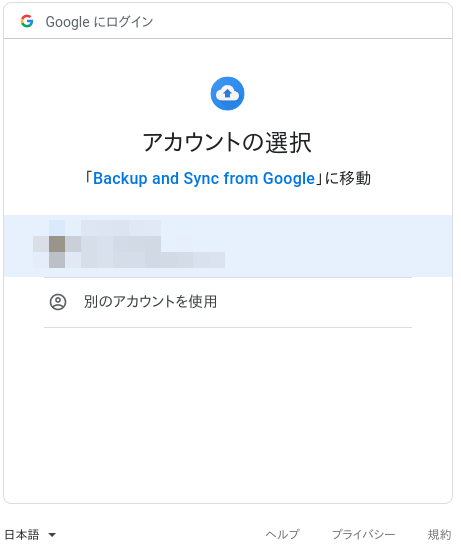 Google にログイン
アカウントの選択
「Backup and Sync from Google」に移動
別のアカウントを使用
日本語
ヘルプ
プライバシー
規約